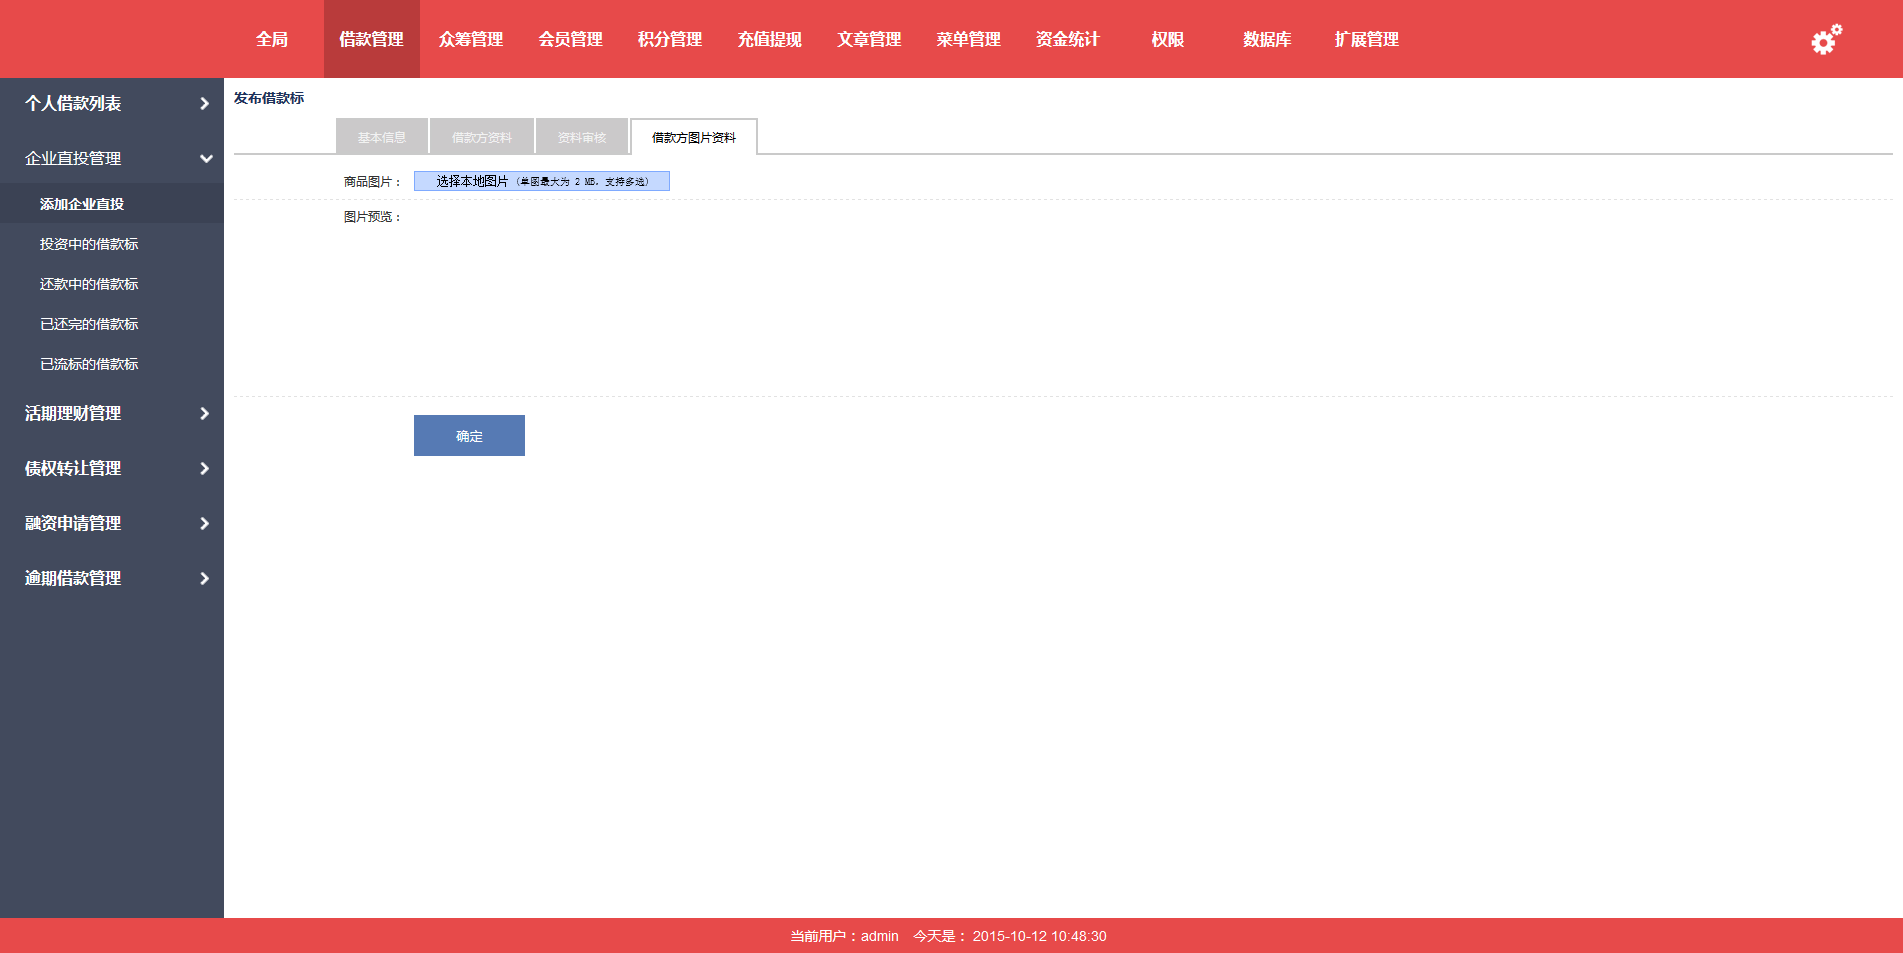 全局 借款管理 众筹管理 会员管理 积分管理 充值提现 文章管理 菜单管理 资金统计 权限 数据库 扩展管理
个人借款列表
企业直投管理
添加企业直投
投资中的借款标
还款中的借款标
已还完的借款标
已流标的借款标
活期理财管理
债权转让管理
融资申请管理
逾期借款管理
发布借款标
基本信息 借款方资料 资料审核 借款方图片资料
商品图片： 选择本地图片（单图最大为 2 MB，支持多选）
图片预览：
确定
当前用户：admin 今天是： 2015-10-12 10:48:30